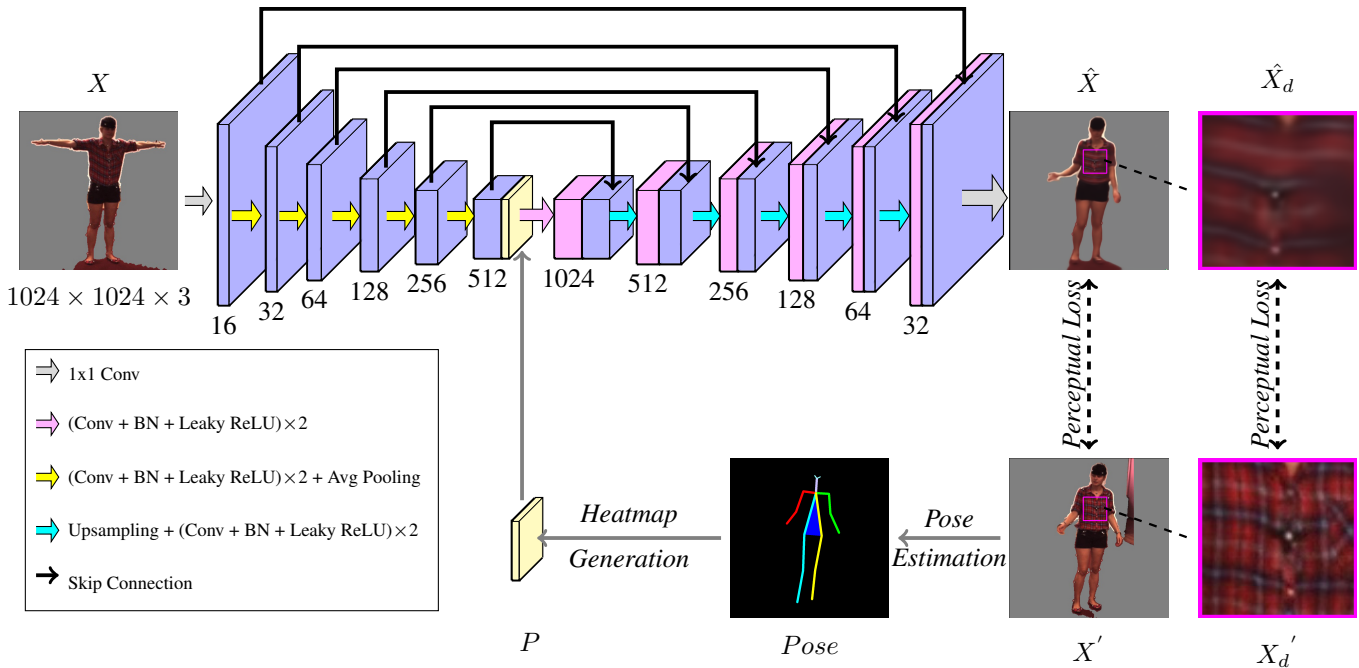 X
X̂
X̂_d
1024 × 1024 × 3
16
32
64
128
256
512
1024
512
256
128
64
32
Perceptual Loss
Perceptual Loss
1x1 Conv
(Conv + BN + Leaky ReLU)×2
(Conv + BN + Leaky ReLU)×2 + Avg Pooling
Upsampling + (Conv + BN + Leaky ReLU)×2
Skip Connection
Heatmap
Generation
Pose
Estimation
P
Pose
X′
X_d′